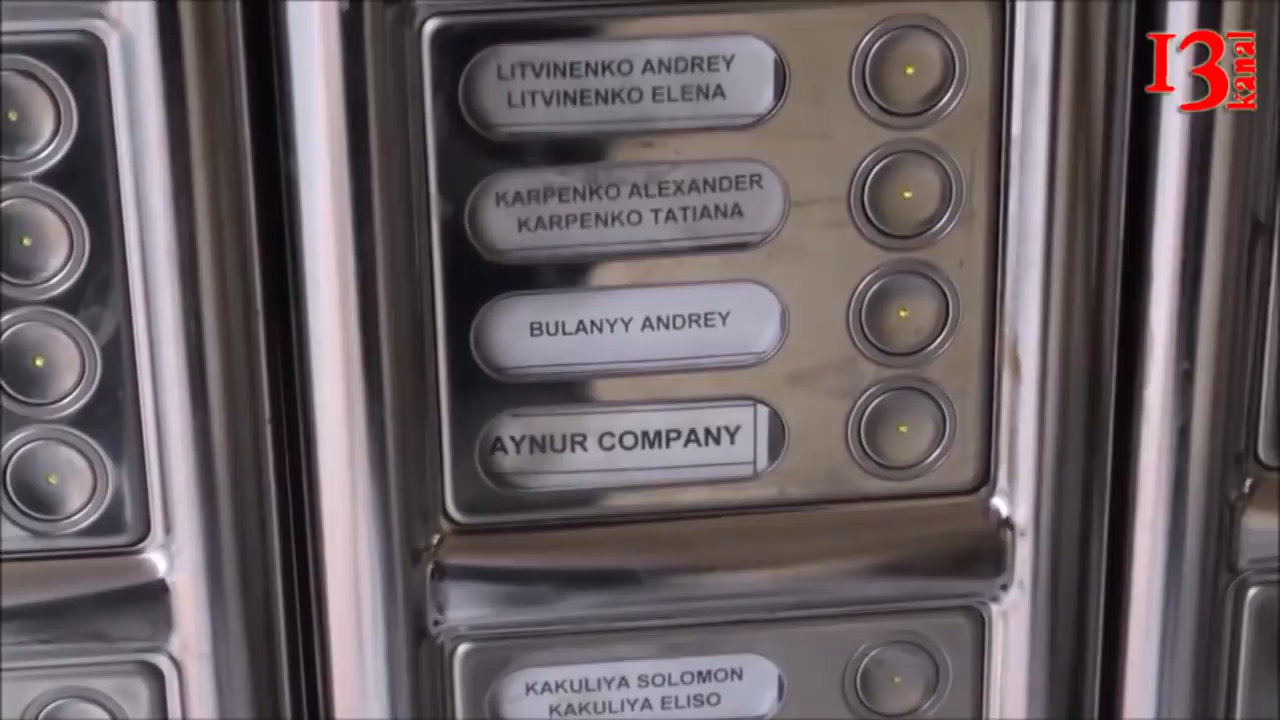 LITVINENKO ANDREY
LITVINENKO ELENA
KARPENKO ALEXANDER
KARPENKO TATIANA
BULANYY ANDREY
AYNUR COMPANY
KAKULIYA SOLOMON
KAKULIYA ELISO
13 kanal